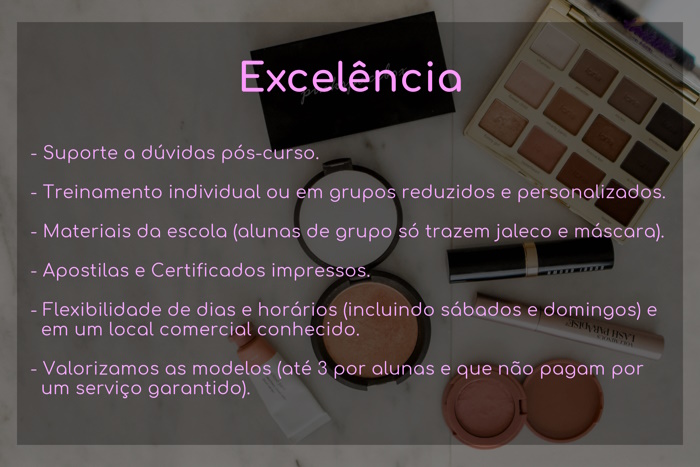 Excelência
- Suporte a dúvidas pós-curso.
- Treinamento individual ou em grupos reduzidos e personalizados.
- Materiais da escola (alunas de grupo só trazem jaleco e máscara).
- Apostilas e Certificados impressos.
- Flexibilidade de dias e horários (incluindo sábados e domingos) e
em um local comercial conhecido.
- Valorizamos as modelos (até 3 por alunas e que não pagam por
um serviço garantido).